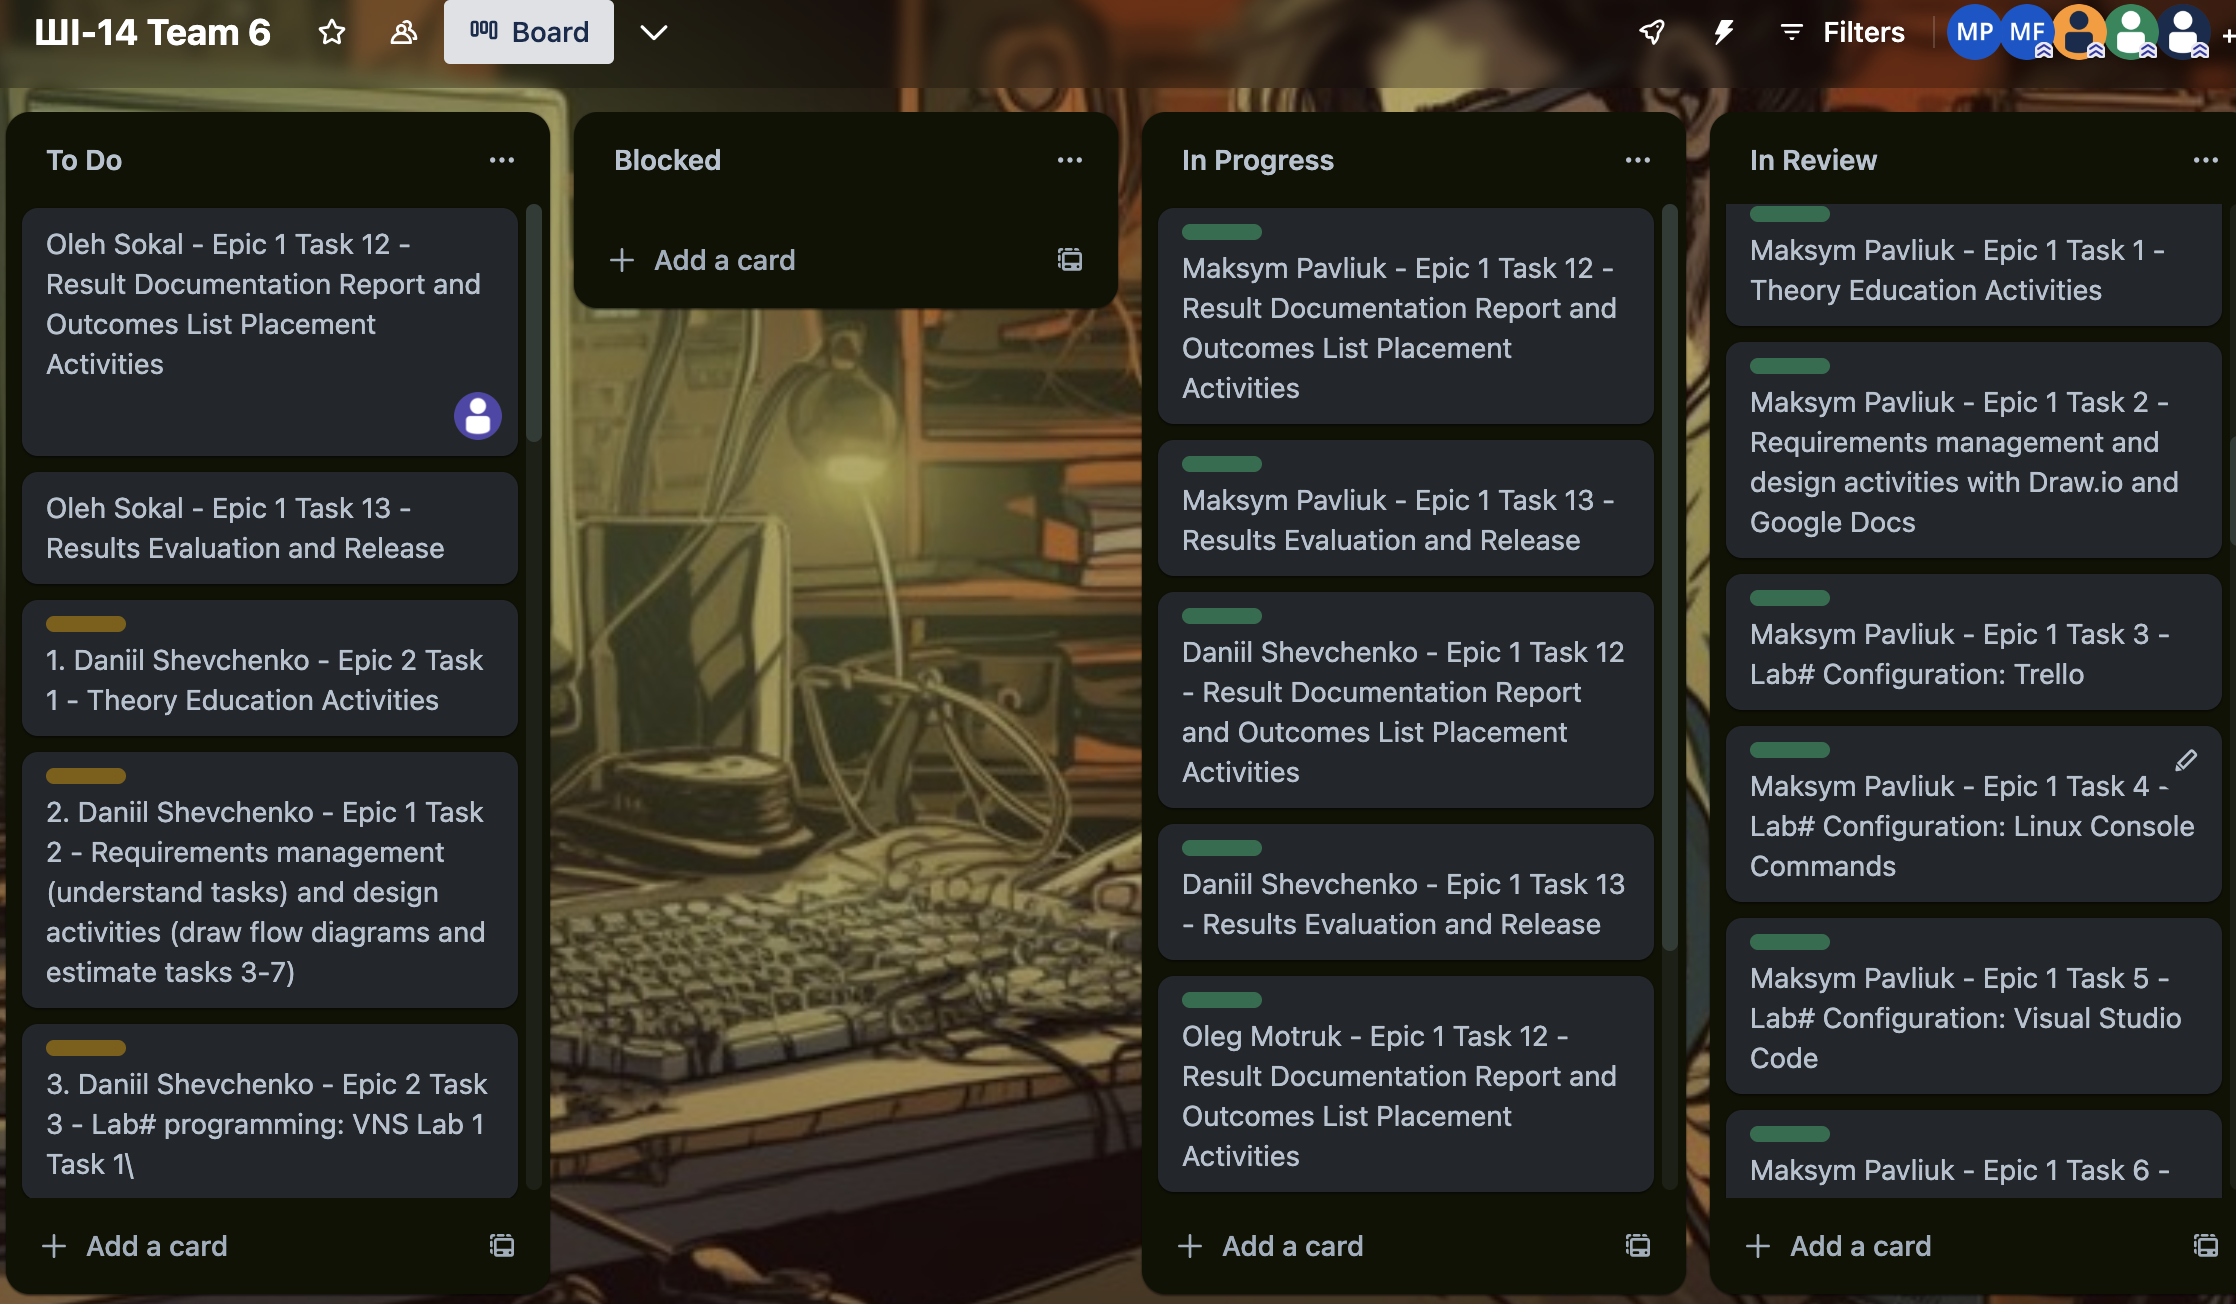 ШІ-14 Team 6
Board
Filters
MP
MF
To Do
Oleh Sokal - Epic 1 Task 12 -
Result Documentation Report and
Outcomes List Placement
Activities
Oleh Sokal - Epic 1 Task 13 -
Results Evaluation and Release
1. Daniil Shevchenko - Epic 2 Task
1 - Theory Education Activities
2. Daniil Shevchenko - Epic 1 Task
2 - Requirements management
(understand tasks) and design
activities (draw flow diagrams and
estimate tasks 3-7)
3. Daniil Shevchenko - Epic 2 Task
3 - Lab# programming: VNS Lab 1
Task 1\
+ Add a card
Blocked
+ Add a card
In Progress
Maksym Pavliuk - Epic 1 Task 12 -
Result Documentation Report and
Outcomes List Placement
Activities
Maksym Pavliuk - Epic 1 Task 13 -
Results Evaluation and Release
Daniil Shevchenko - Epic 1 Task 12
- Result Documentation Report
and Outcomes List Placement
Activities
Daniil Shevchenko - Epic 1 Task 13
- Results Evaluation and Release
Oleg Motruk - Epic 1 Task 12 -
Result Documentation Report and
Outcomes List Placement
Activities
+ Add a card
In Review
Maksym Pavliuk - Epic 1 Task 1 -
Theory Education Activities
Maksym Pavliuk - Epic 1 Task 2 -
Requirements management and
design activities with Draw.io and
Google Docs
Maksym Pavliuk - Epic 1 Task 3 -
Lab# Configuration: Trello
Maksym Pavliuk - Epic 1 Task 4 -
Lab# Configuration: Linux Console
Commands
Maksym Pavliuk - Epic 1 Task 5 -
Lab# Configuration: Visual Studio
Code
Maksym Pavliuk - Epic 1 Task 6 -
+ Add a card